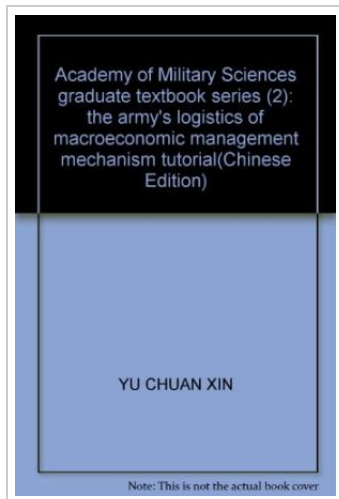 Academy of Military Sciences
graduate textbook series (2):
the army's logistics of
macroeconomic management
mechanism tutorial(Chinese
Edition)
YU CHUAN XIN
Note: This is not the actual book cover